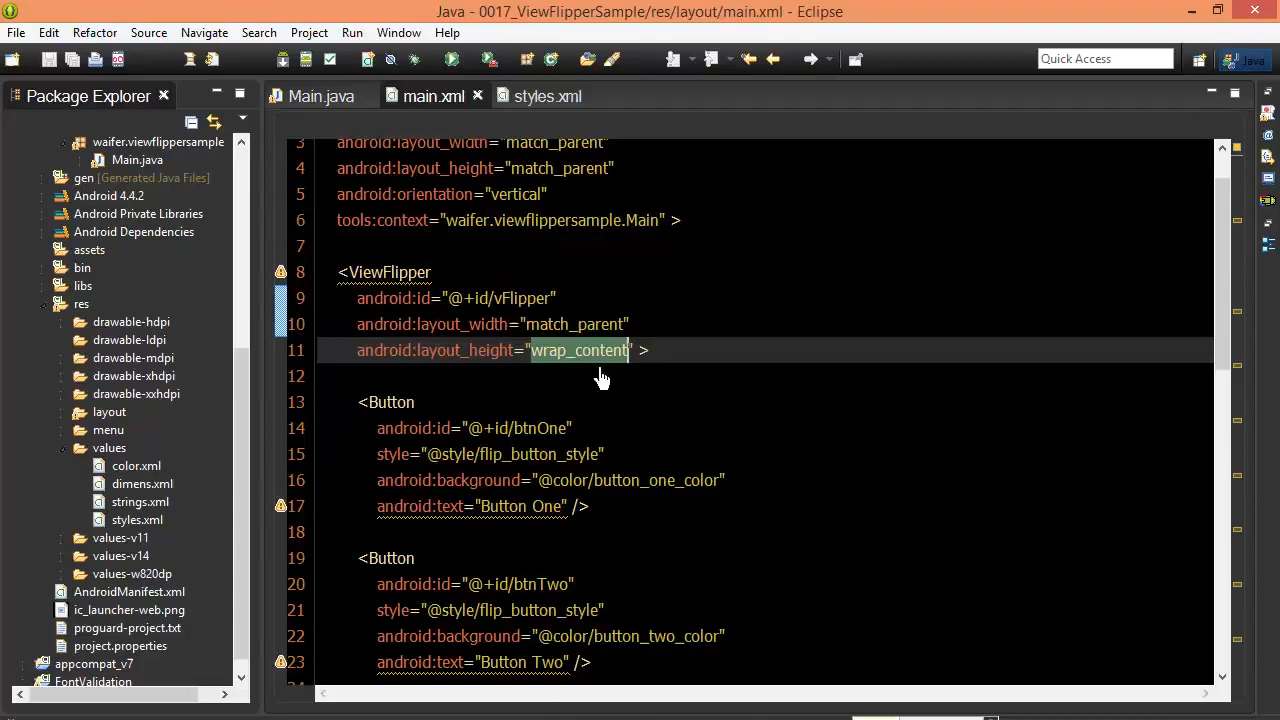 Java - 0017_ViewFlipperSample/res/layout/main.xml - Eclipse
File Edit Refactor Source Navigate Search Project Run Window Help
Quick Access
Java
Package Explorer
Main.java
main.xml
styles.xml
waifer.viewflippersample
Main.java
gen [Generated Java Files]
Android 4.4.2
Android Private Libraries
Android Dependencies
assets
bin
libs
res
drawable-hdpi
drawable-ldpi
drawable-mdpi
drawable-xhdpi
drawable-xxhdpi
layout
menu
values
color.xml
dimens.xml
strings.xml
styles.xml
values-v11
values-v14
values-w820dp
AndroidManifest.xml
ic_launcher-web.png
proguard-project.txt
project.properties
appcompat_v7
FontValidation
3 android:layout_width="match_parent"
4 android:layout_height="match_parent"
5 android:orientation="vertical"
6 tools:context="waifer.viewflippersample.Main" >
7
8 <ViewFlipper
9 android:id="@+id/vFlipper"
10 android:layout_width="match_parent"
11 android:layout_height="wrap_content" >
12
13 <Button
14 android:id="@+id/btnOne"
15 style="@style/flip_button_style"
16 android:background="@color/button_one_color"
17 android:text="Button One" />
18
19 <Button
20 android:id="@+id/btnTwo"
21 style="@style/flip_button_style"
22 android:background="@color/button_two_color"
23 android:text="Button Two" />